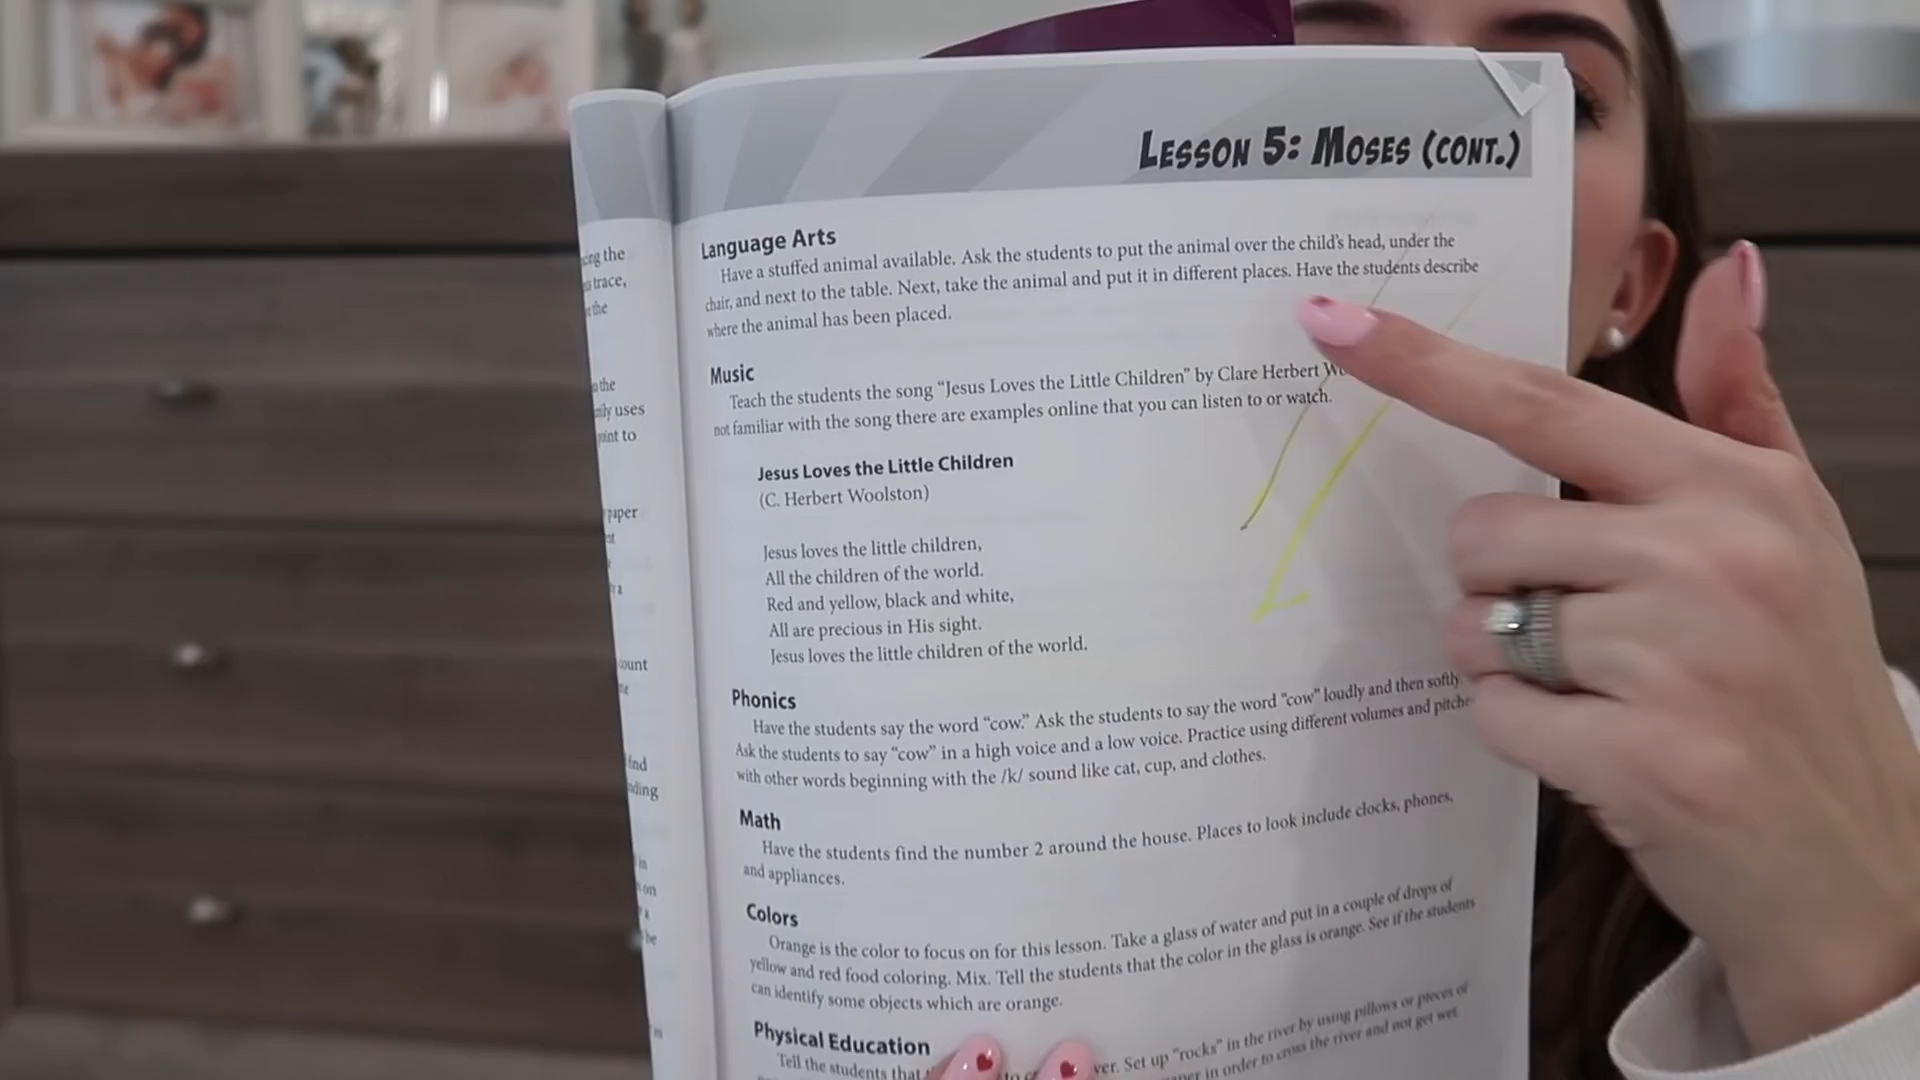 LESSON 5: MOSES (CONT.)
Language Arts
Have a stuffed animal available. Ask the students to put the animal over the child's head, under the
chair, and next to the table. Next, take the animal and put it in different places. Have the students describe
where the animal has been placed.
Music
Teach the students the song “Jesus Loves the Little Children” by Clare Herbert
not familiar with the song there are examples online that you can listen to or watch.
Jesus Loves the Little Children
(C. Herbert Woolston)
Jesus loves the little children,
All the children of the world.
Red and yellow, black and white,
All are precious in His sight.
Jesus loves the little children of the world.
Phonics
Have the students say the word “cow.” Ask the students to say the word “cow” loudly and then softly.
Ask the students to say “cow” in a high voice and a low voice. Practice using different volumes and
with other words beginning with the /k/ sound like cat, cup, and clothes.
Math
Have the students find the number 2 around the house. Places to look include clocks, phones,
and appliances.
Colors
Orange is the color to focus on for this lesson. Take a glass of water and put in a couple of drops of
yellow and red food coloring. Mix. Tell the students that the color in the glass is orange. See if the students
can identify some objects which are orange.
Physical Education
Tell the students that Set up “rocks” in the river by using pillows or pieces of
in order to cross the river and not get wet.
the
trace,
the
the
uses
to
paper